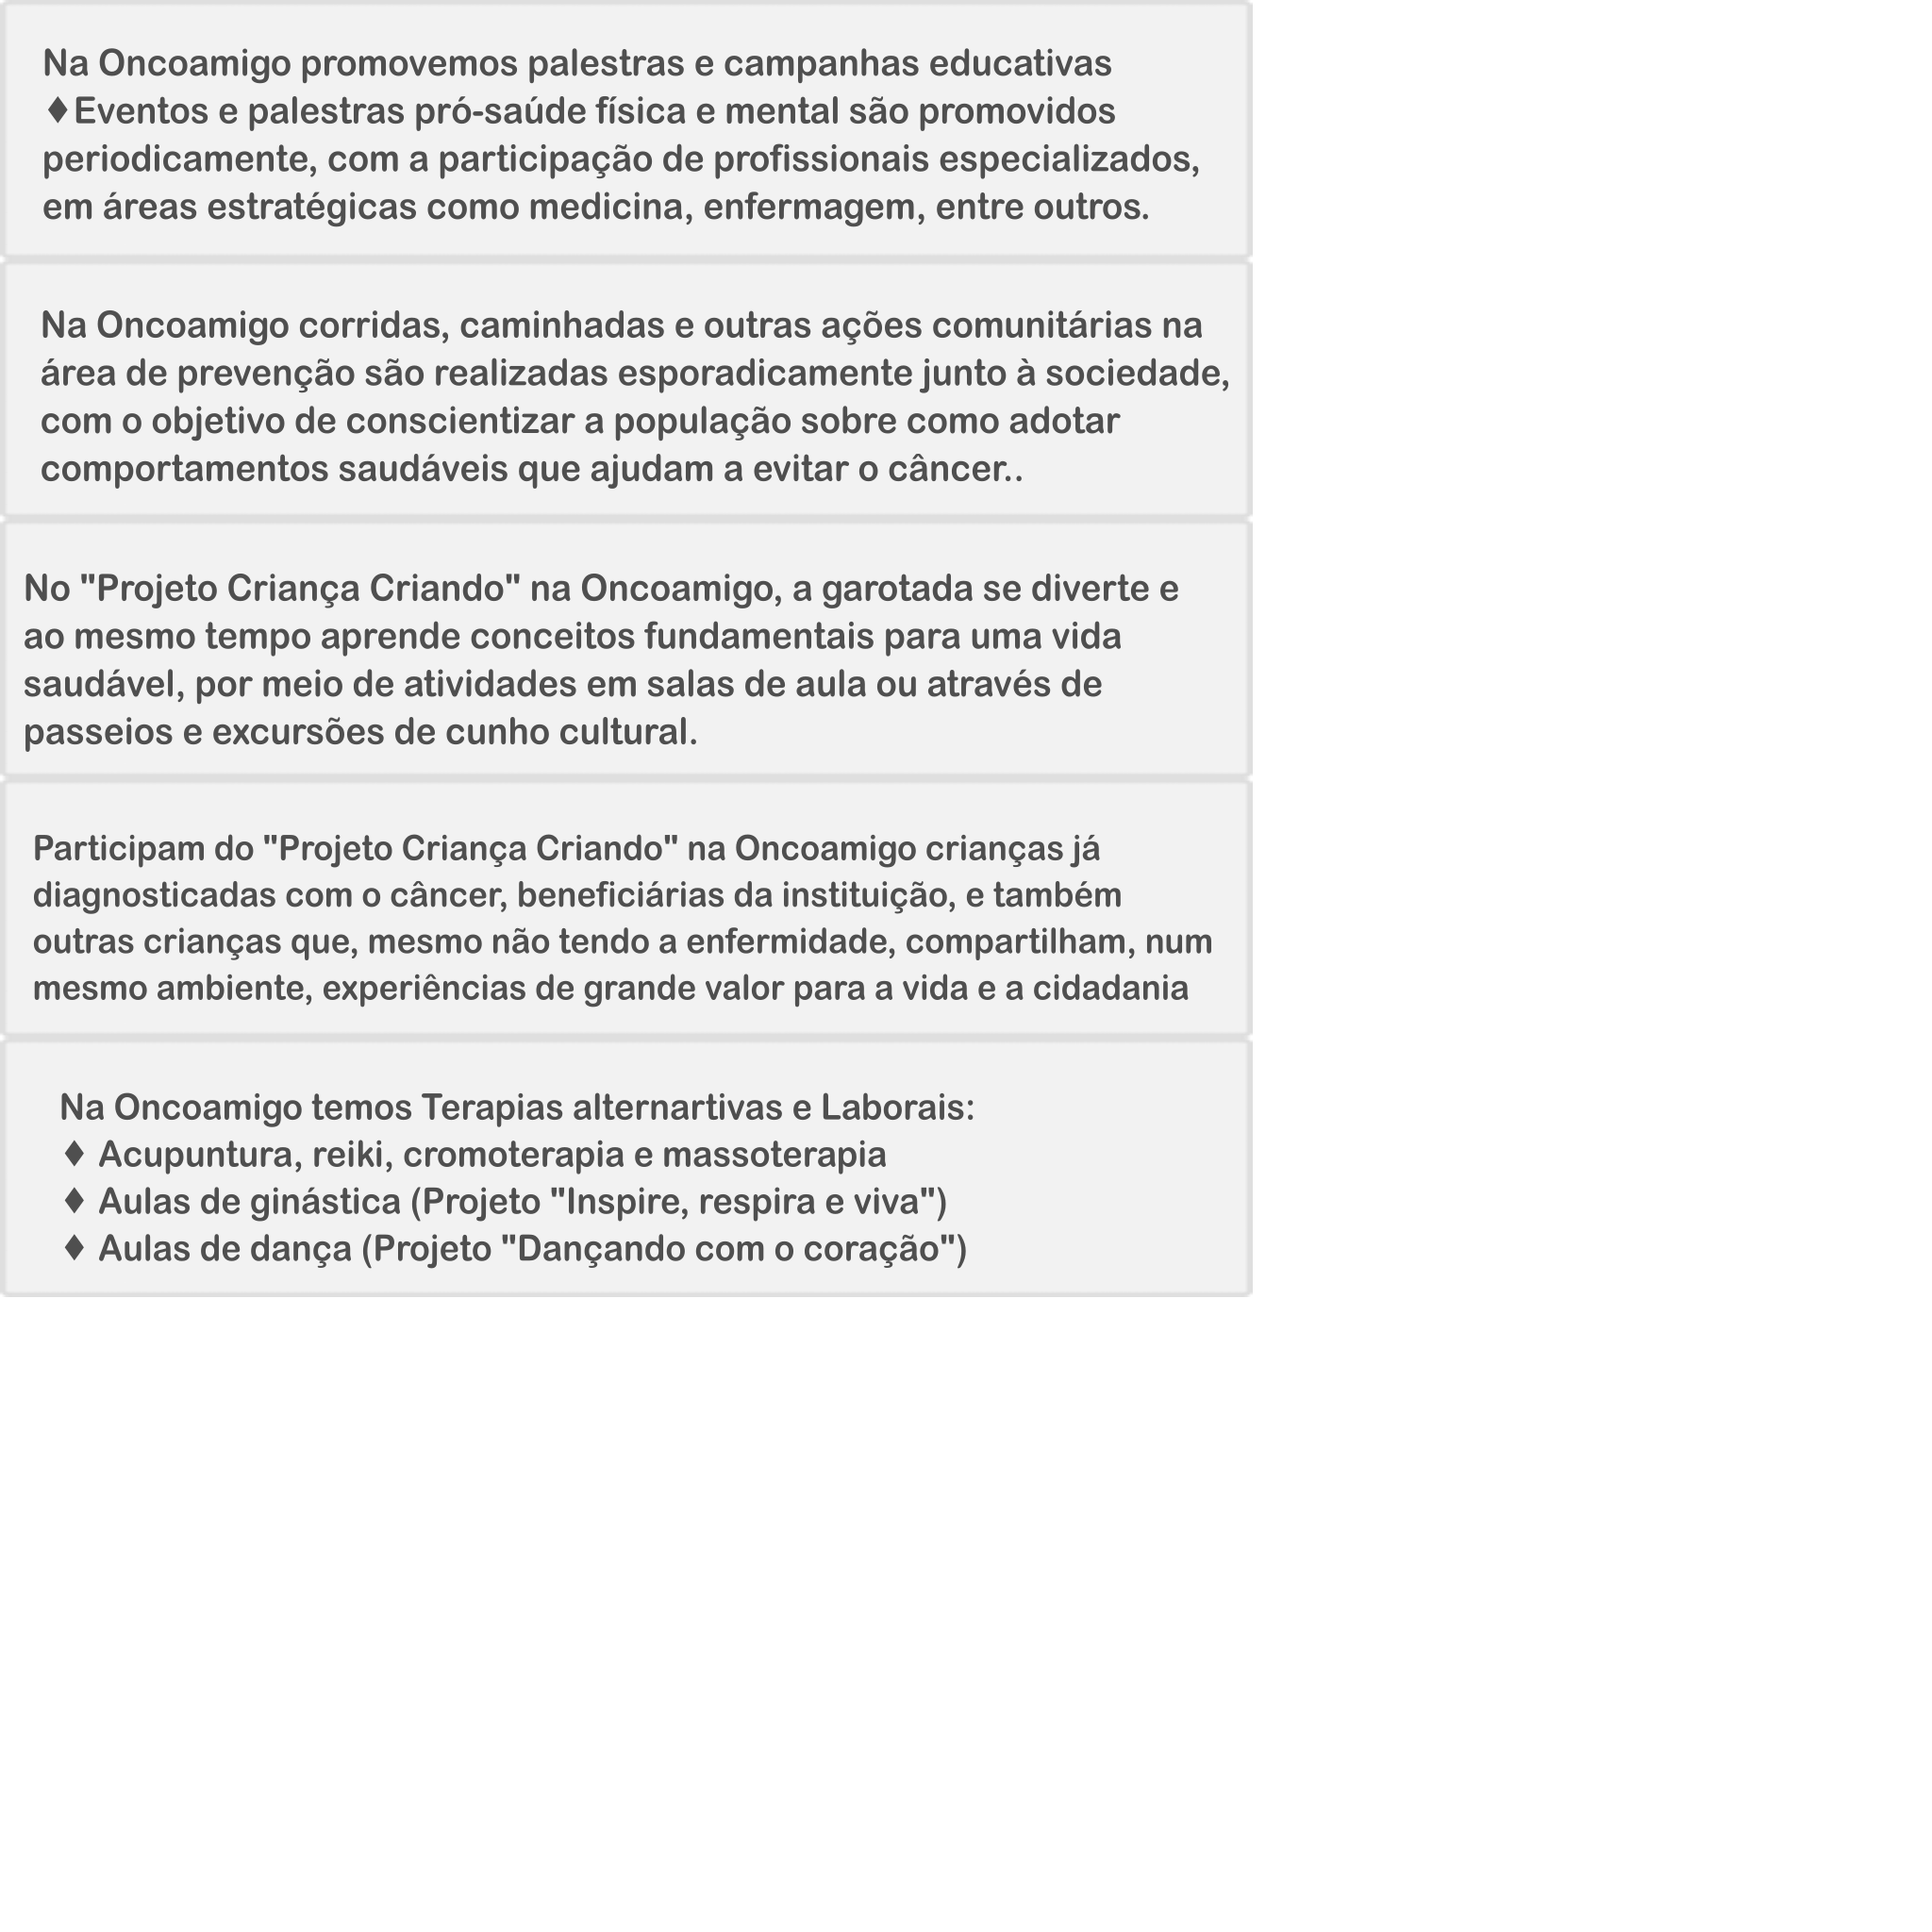 Na Oncoamigo promovemos palestras e campanhas educativas
♦Eventos e palestras pró-saúde física e mental são promovidos
periodicamente, com a participação de profissionais especializados,
em áreas estratégicas como medicina, enfermagem, entre outros.
Na Oncoamigo corridas, caminhadas e outras ações comunitárias na
área de prevenção são realizadas esporadicamente junto à sociedade,
com o objetivo de conscientizar a população sobre como adotar
comportamentos saudáveis que ajudam a evitar o câncer..
No "Projeto Criança Criando" na Oncoamigo, a garotada se diverte e
ao mesmo tempo aprende conceitos fundamentais para uma vida
saudável, por meio de atividades em salas de aula ou através de
passeios e excursões de cunho cultural.
Participam do "Projeto Criança Criando" na Oncoamigo crianças já
diagnosticadas com o câncer, beneficiárias da instituição, e também
outras crianças que, mesmo não tendo a enfermidade, compartilham, num
mesmo ambiente, experiências de grande valor para a vida e a cidadania
Na Oncoamigo temos Terapias alternartivas e Laborais:
♦ Acupuntura, reiki, cromoterapia e massoterapia
♦ Aulas de ginástica (Projeto "Inspire, respira e viva")
♦ Aulas de dança (Projeto "Dançando com o coração")